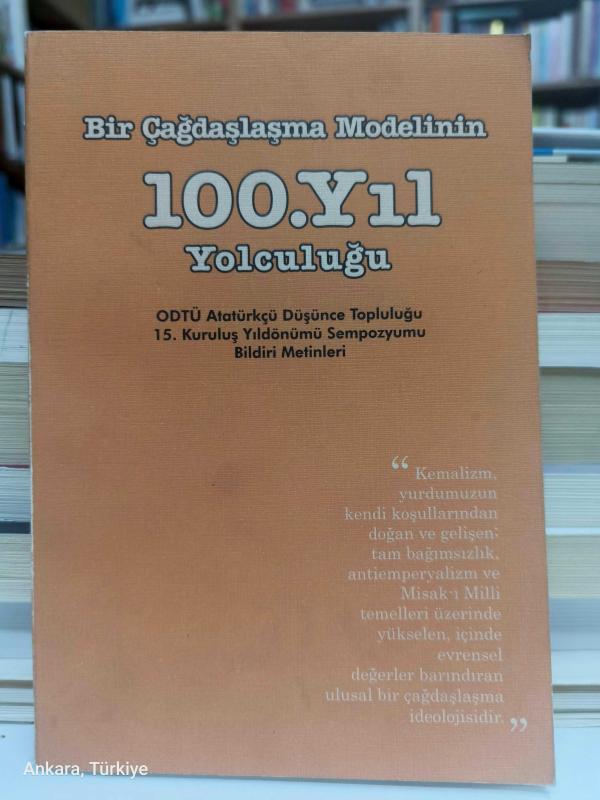 Bir Çağdaşlaşma Modelinin
100.Yıl
Yolculuğu
ODTÜ Atatürkçü Düşünce Topluluğu
15. Kuruluş Yıldönümü Sempozyumu
Bildiri Metinleri
“ Kemalizm,
yurdumuzun
kendi koşullarından
doğan ve gelişen;
tam bağımsızlık,
antiemperyalizm ve
Misak-ı Milli
temelleri üzerinde
yükselen, içinde
evrensel
değerler barındıran
ulusal bir çağdaşlaşma
ideolojisidir. ”
Ankara, Türkiye